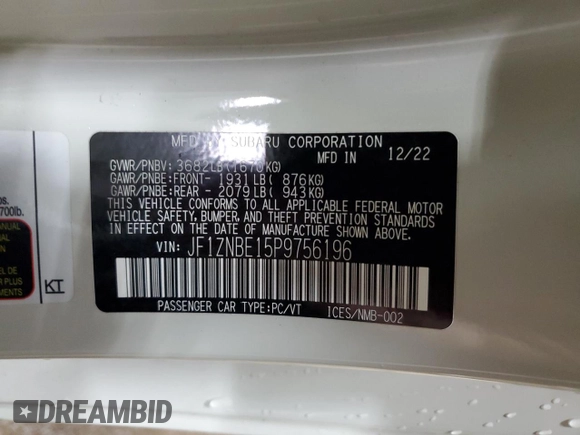 MFD BY SUBARU CORPORATION
GVWR/PNBV: 3682LB(1670KG) MFD IN 12/22
GAWR/PNBE:FRONT- 1931LB( 876KG)
GAWR/PNBE:REAR - 2079LB( 943KG)
THIS VEHICLE CONFORMS TO ALL APPLICABLE FEDERAL MOTOR
VEHICLE SAFETY, BUMPER, AND THEFT PREVENTION STANDARDS
IN EFFECT ON THE DATE OF MANUFACTURE SHOWN ABOVE.
VIN: JF1ZNBE15P9756196
PASSENGER CAR TYPE:PC/VT ICES/NMB-002
os.
700lb.
MANUAL
KT
DREAMBID